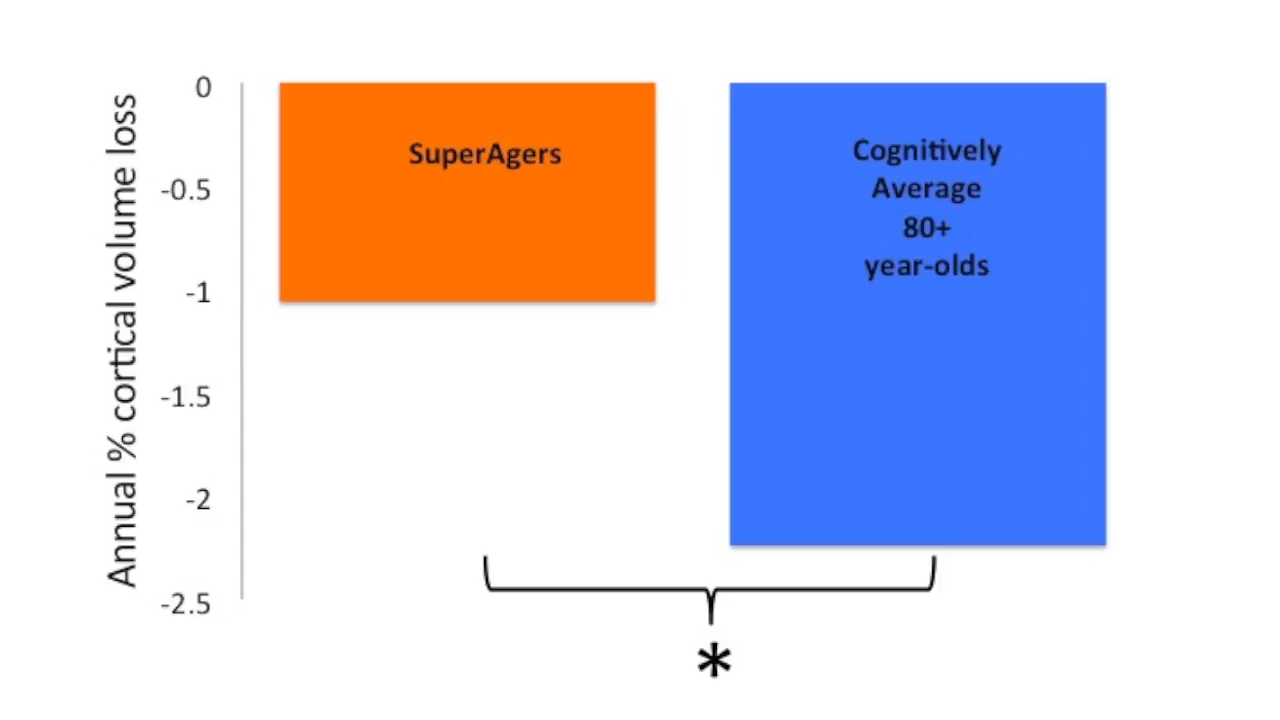 Annual % cortical volume loss
0
-0.5
-1
-1.5
-2
-2.5
SuperAgers
Cognitively
Average
80+
year-olds
*